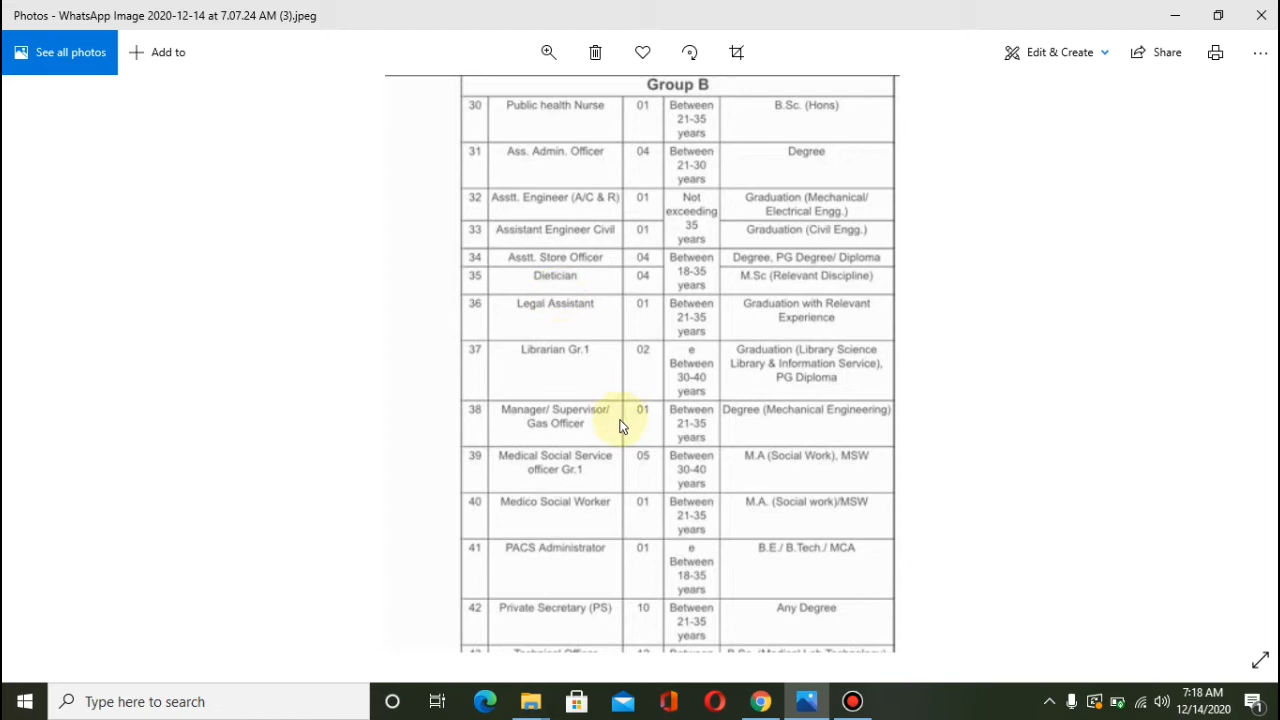 Photos - WhatsApp Image 2020-12-14 at 7.07.24 AM (3).jpeg
See all photos
Add to
Edit & Create
Share
Group B
30 Public health Nurse 01 Between 21-35 years B.Sc. (Hons)
31 Ass. Admin. Officer 04 Between 21-30 years Degree
32 Asstt. Engineer (A/C & R) 01 Not exceeding 35 years Graduation (Mechanical/ Electrical Engg.)
33 Assistant Engineer Civil 01 Graduation (Civil Engg.)
34 Asstt. Store Officer 04 Between 18-35 years Degree, PG Degree/ Diploma
35 Dietician 04 M.Sc (Relevant Discipline)
36 Legal Assistant 01 Between 21-35 years Graduation with Relevant Experience
37 Librarian Gr.1 02 e Between 30-40 years Graduation (Library Science Library & Information Service), PG Diploma
38 Manager/ Supervisor/ Gas Officer 01 Between 21-35 years Degree (Mechanical Engineering)
39 Medical Social Service officer Gr.1 05 Between 30-40 years M.A (Social Work), MSW
40 Medico Social Worker 01 Between 21-35 years M.A. (Social work)/MSW
41 PACS Administrator 01 e Between 18-35 years B.E./ B.Tech./ MCA
42 Private Secretary (PS) 10 Between 21-35 years Any Degree
Type here to search
7:18 AM
12/14/2020